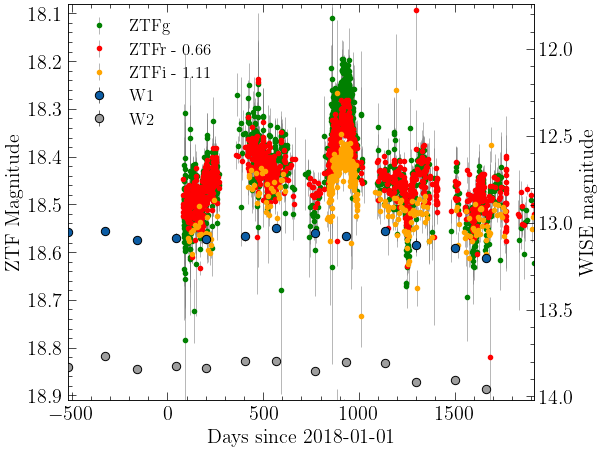 18.1
18.2
18.3
18.4
18.5
18.6
18.7
18.8
18.9
ZTF Magnitude
ZTFg
ZTFr - 0.66
ZTFi - 1.11
W1
W2
12.0
12.5
13.0
13.5
14.0
WISE magnitude
−500 0 500 1000 1500
Days since 2018-01-01